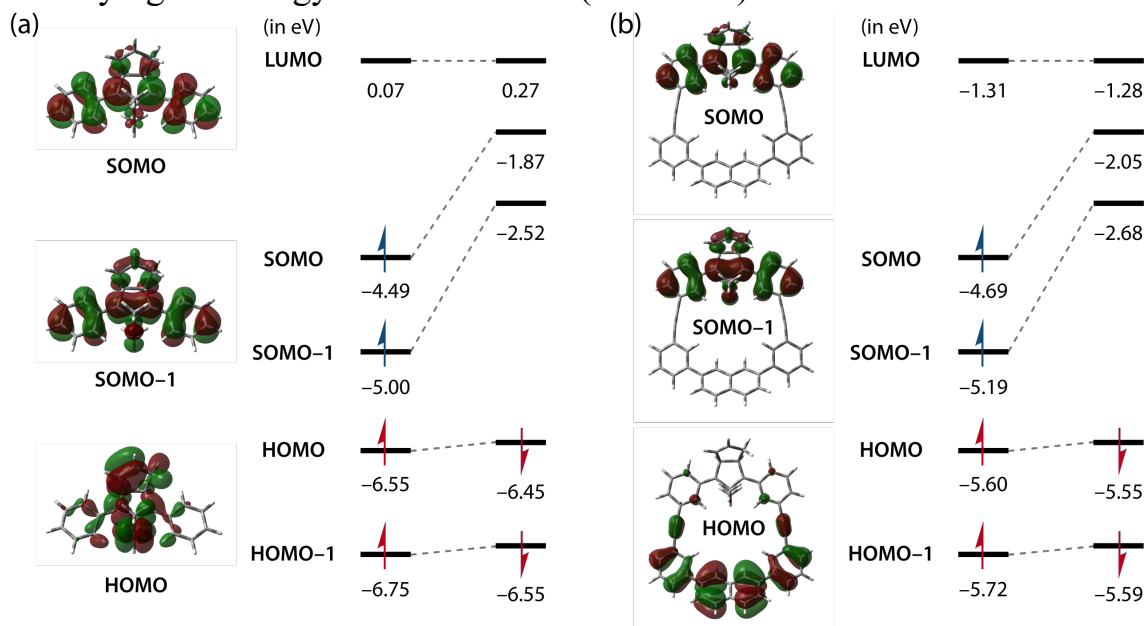 (a)
(in eV)
LUMO
0.07
0.27
SOMO
−1.87
−2.52
SOMO
−4.49
SOMO−1
SOMO−1
−5.00
HOMO
−6.55
−6.45
HOMO
HOMO−1
−6.75
−6.55
(b)
(in eV)
LUMO
−1.31
−1.28
SOMO
−2.05
−2.68
SOMO
−4.69
SOMO−1
SOMO−1
−5.19
HOMO
−5.60
−5.55
HOMO
HOMO−1
−5.72
−5.59